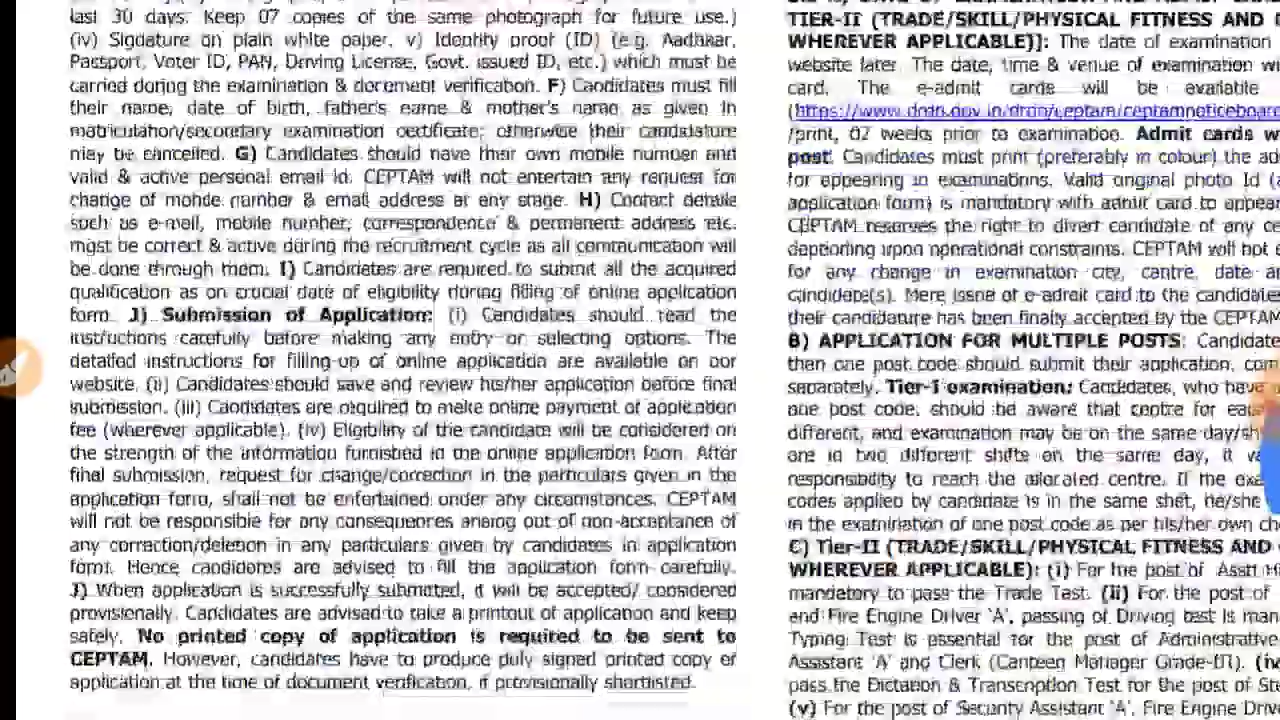 last 30 days. Keep 07 copies of the same photograph for future use.)
(iv) Signature on plain white paper. v) Identity proof (ID) (e.g. Aadhaar,
Passport, Voter ID, PAN, Driving License, Govt. issued ID, etc.) which must be
carried during the examination & document verification. F) Candidates must fill
their name, date of birth, father's name & mother's name as given in
matriculation/secondary examination certificate; otherwise their candidature
may be cancelled. G) Candidates should have their own mobile number and
valid & active personal email id. CEPTAM will not entertain any request for
change of mobile number & email address at any stage. H) Contact details
such as e-mail, mobile number, correspondence & permanent address etc.
must be correct & active during the recruitment cycle as all communication will
be done through them. I) Candidates are required to submit all the acquired
qualification as on crucial date of eligibility during filling of online application
form. J) Submission of Application: (i) Candidates should read the
instructions carefully before making any entry or selecting options. The
detailed instructions for filling-up of online application are available on our
website. (ii) Candidates should save and review his/her application before final
submission. (iii) Candidates are required to make online payment of application
fee (wherever applicable). (iv) Eligibility of the candidate will be considered on
the strength of the information furnished in the online application form. After
final submission, request for change/correction in the particulars given in the
application form, shall not be entertained under any circumstances. CEPTAM
will not be responsible for any consequences arising out of non-acceptance of
any correction/deletion in any particulars given by candidates in application
form. Hence candidates are advised to fill the application form carefully.
J) When application is successfully submitted, it will be accepted/ considered
provisionally. Candidates are advised to take a printout of application and keep
safely. No printed copy of application is required to be sent to
CEPTAM. However, candidates have to produce duly signed printed copy of
application at the time of document verification, if provisionally shortlisted.
TIER-II (TRADE/SKILL/PHYSICAL FITNESS AND
WHEREVER APPLICABLE)]: The date of examination
website later. The date, time & venue of examination
card. The e-admit cards will be available
(https://www.drdo.gov.in/drdo/ceptam/ceptamnoticeboard
/print, 02 weeks prior to examination. Admit cards
post. Candidates must print (preferably in colour) the
for appearing in examinations. Valid original photo Id
application form) is mandatory with admit card to appear
CEPTAM reserves the right to divert candidate of any
depending upon operational constraints. CEPTAM will not
for any change in examination city, centre, date
candidate(s). Mere issue of e-admit card to the candidate
their candidature has been finally accepted by the CEPTAM
B) APPLICATION FOR MULTIPLE POSTS: Candidate
then one post code should submit their application,
separately. Tier-I examination: Candidates, who have
one post code, should be aware that centre for
different, and examination may be on the same
are in two different shifts on the same day, it
responsibility to reach the allocated centre. If the
codes applied by candidate is in the same shift, he/she
in the examination of one post code as per his/her own
C) Tier-II (TRADE/SKILL/PHYSICAL FITNESS AND
WHEREVER APPLICABLE): (i) For the post of Asstt
mandatory to pass the Trade Test. (ii) For the post of
and Fire Engine Driver 'A', passing of Driving test is
Typing Test is essential for the post of Administrative
Assistant 'A' and Clerk (Canteen Manager Grade-III). (iv
pass the Dictation & Transcription Test for the post of
(v) For the post of Security Assistant 'A', Fire Engine